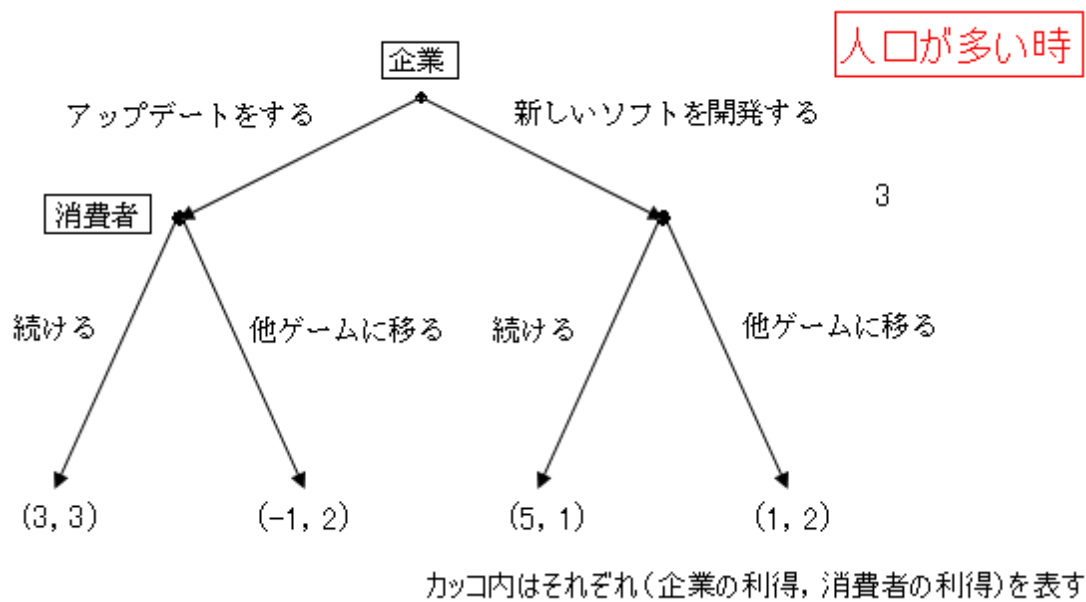 人口が多い時
企業
アップデートをする
新しいソフトを開発する
3
消費者
続ける
他ゲームに移る
続ける
他ゲームに移る
(3, 3)
(-1, 2)
(5, 1)
(1, 2)
カッコ内はそれぞれ(企業の利得, 消費者の利得)を表す